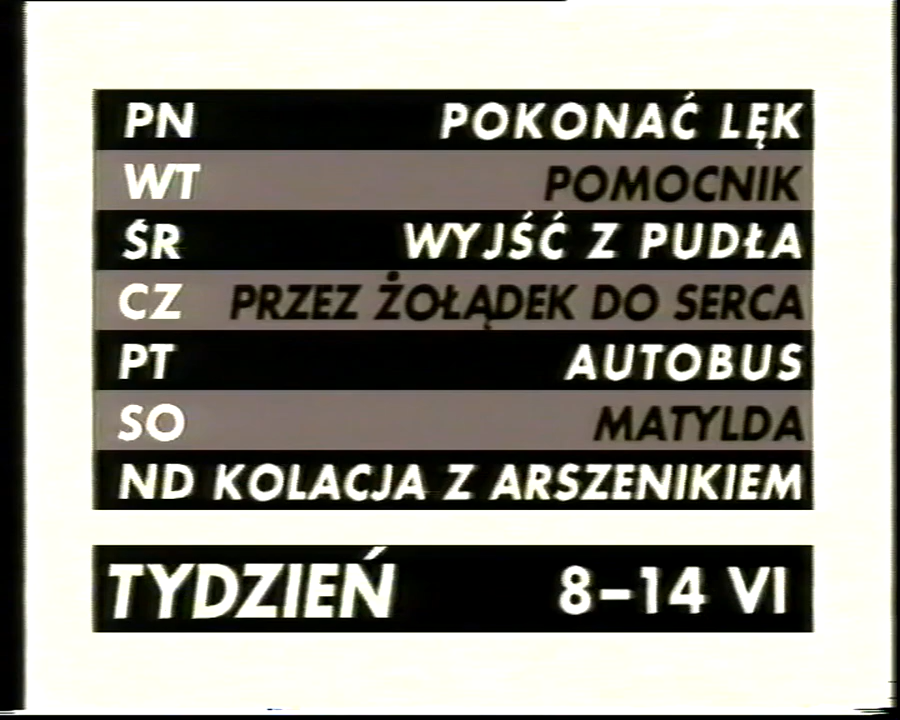 PN POKONAĆ LĘK
WT POMOCNIK
ŚR WYJŚĆ Z PUDŁA
CZ PRZEZ ŻOŁĄDEK DO SERCA
PT AUTOBUS
SO MATYLDA
ND KOLACJA Z ARSZENIKIEM
TYDZIEŃ 8–14 VI